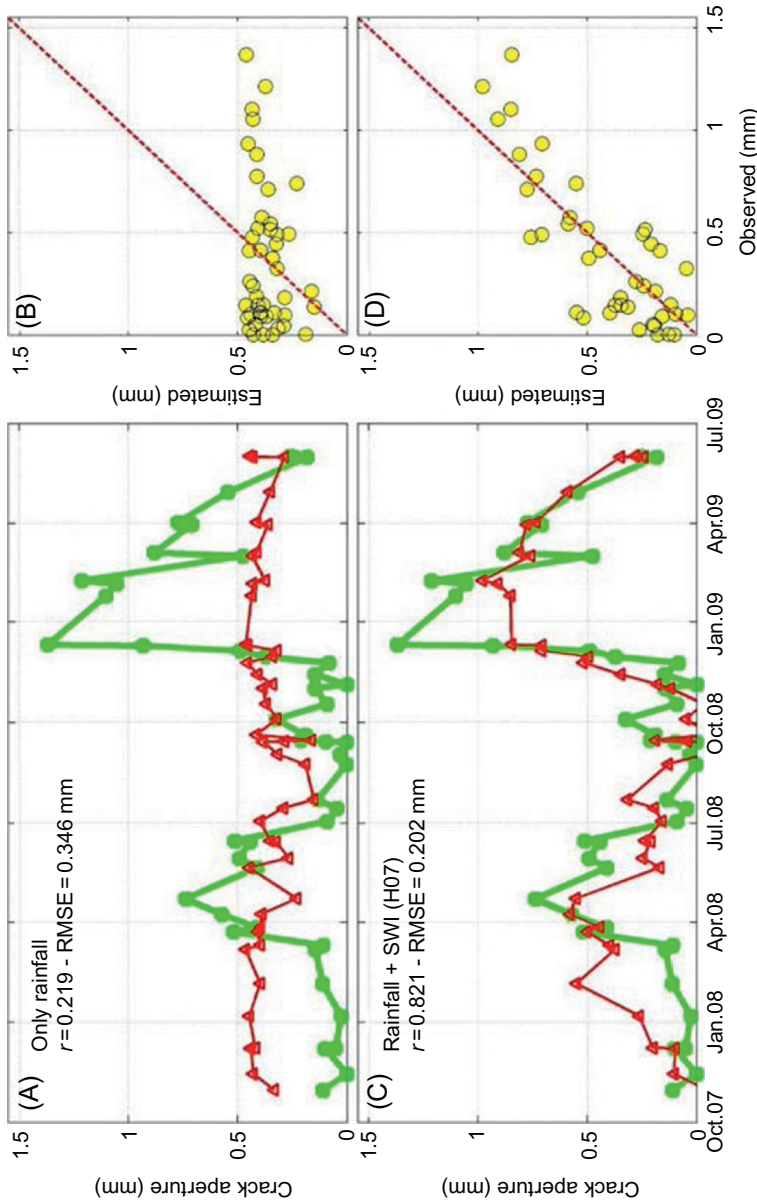 (A)
Only rainfall
r=0.219 - RMSE = 0.346 mm
1.5
1
0.5
0
Crack aperture (mm)
(B)
1.5
1
0.5
0
Estimated (mm)
(C)
Rainfall + SWI (H07)
r=0.821 - RMSE = 0.202 mm
1.5
1
0.5
0
Crack aperture (mm)
Oct.07
Jan.08
Apr.08
Jul.08
Oct.08
Jan.09
Apr.09
Jul.09
(D)
1.5
1
0.5
0
Estimated (mm)
0
0.5
1
1.5
Observed (mm)